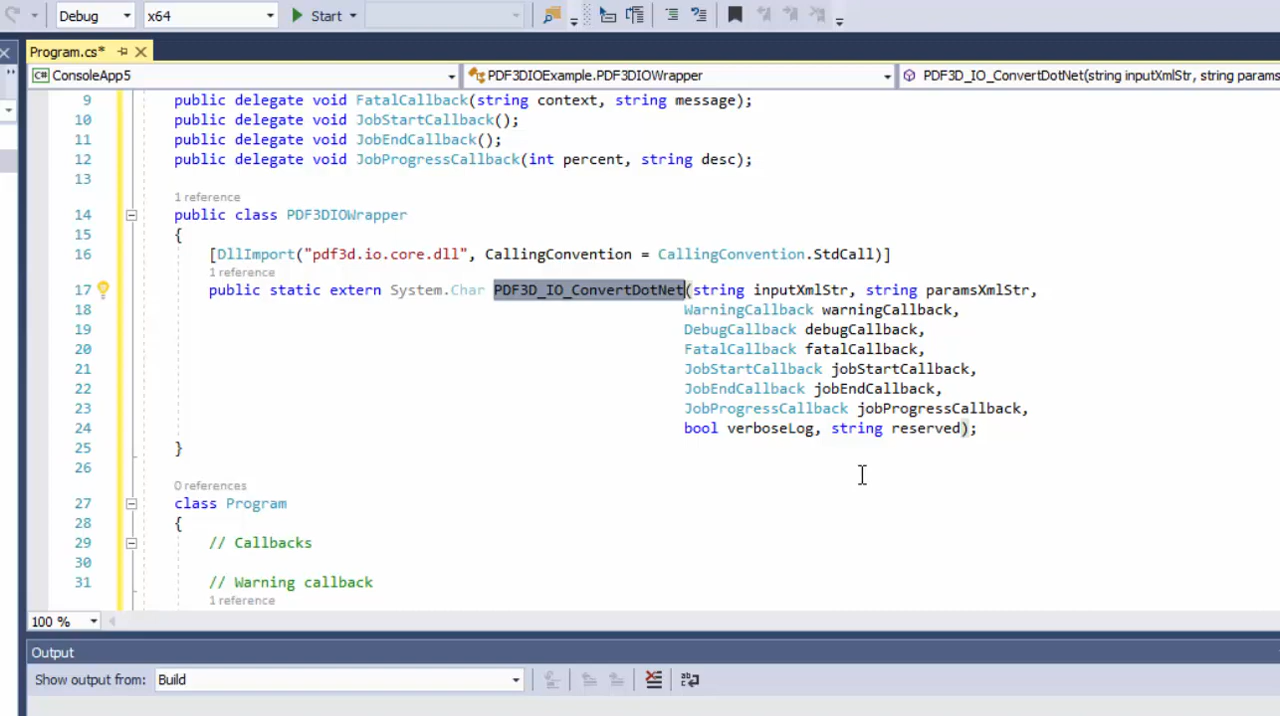 Debug x64 Start
Program.cs*
ConsoleApp5 PDF3DIOExample.PDF3DIOWrapper PDF3D_IO_ConvertDotNet(string inputXmlStr, string params
9 public delegate void FatalCallback(string context, string message);
10 public delegate void JobStartCallback();
11 public delegate void JobEndCallback();
12 public delegate void JobProgressCallback(int percent, string desc);
13
1 reference
14 public class PDF3DIOWrapper
15 {
16 [DllImport("pdf3d.io.core.dll", CallingConvention = CallingConvention.StdCall)]
1 reference
17 public static extern System.Char PDF3D_IO_ConvertDotNet(string inputXmlStr, string paramsXmlStr,
18 WarningCallback warningCallback,
19 DebugCallback debugCallback,
20 FatalCallback fatalCallback,
21 JobStartCallback jobStartCallback,
22 JobEndCallback jobEndCallback,
23 JobProgressCallback jobProgressCallback,
24 bool verboseLog, string reserved);
25 }
26
0 references
27 class Program
28 {
29 // Callbacks
30
31 // Warning callback
1 reference
100 %
Output
Show output from: Build